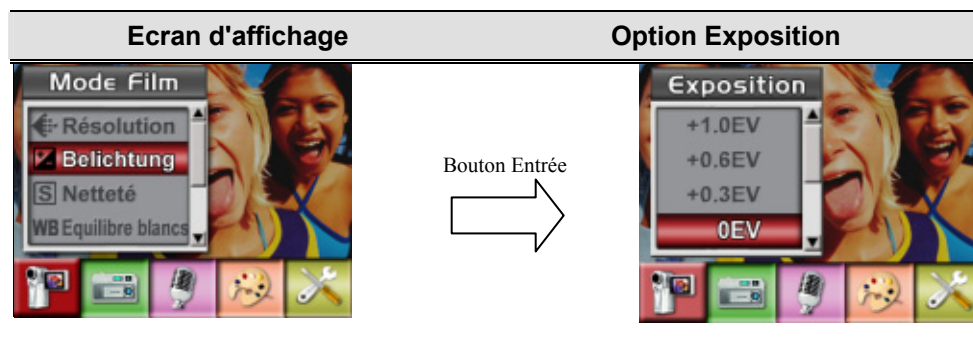 Ecran d'affichage
Option Exposition
Mode Film
Résolution
Belichtung
S Netteté
WB Equilibre blancs
Bouton Entrée
Exposition
+1.0EV
+0.6EV
+0.3EV
0EV